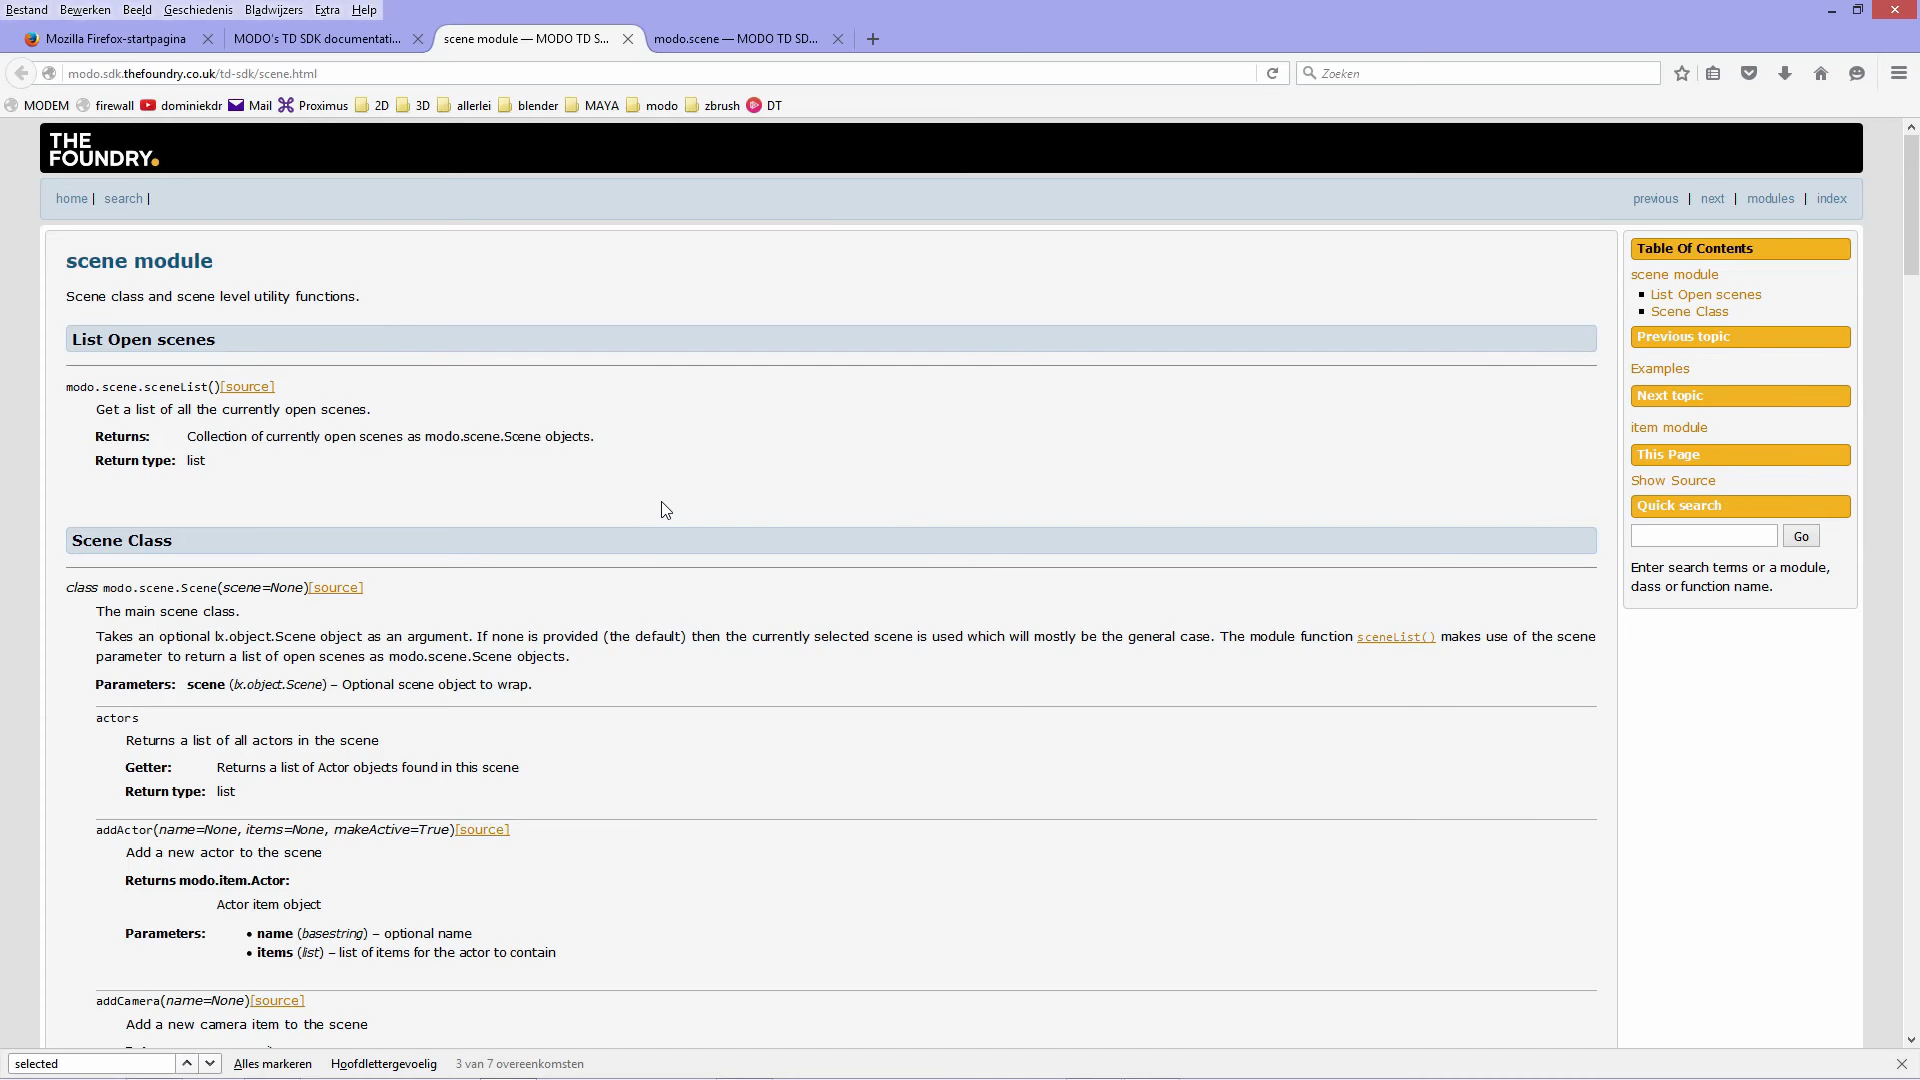 Bestand Bewerken Beeld Geschiedenis Bladwijzers Extra Help
Mozilla Firefox-startpagina MODO's TD SDK documentati... scene module — MODO TD S... modo.scene — MODO TD SD...
modo.sdk.thefoundry.co.uk/td-sdk/scene.html Zoeken
MODEM firewall dominiekdr Mail Proximus 2D 3D allerlei blender MAYA modo zbrush DT
THE
FOUNDRY.
home | search | previous | next | modules | index
scene module
Scene class and scene level utility functions.
List Open scenes
modo.scene.sceneList()[source]
Get a list of all the currently open scenes.
Returns: Collection of currently open scenes as modo.scene.Scene objects.
Return type: list
Scene Class
class modo.scene.Scene(scene=None)[source]
The main scene class.
Takes an optional lx.object.Scene object as an argument. If none is provided (the default) then the currently selected scene is used which will mostly be the general case. The module function sceneList() makes use of the scene
parameter to return a list of open scenes as modo.scene.Scene objects.
Parameters: scene (lx.object.Scene) – Optional scene object to wrap.
actors
Returns a list of all actors in the scene
Getter: Returns a list of Actor objects found in this scene
Return type: list
addActor(name=None, items=None, makeActive=True)[source]
Add a new actor to the scene
Returns modo.item.Actor:
Actor item object
Parameters: • name (basestring) – optional name
• items (list) – list of items for the actor to contain
addCamera(name=None)[source]
Add a new camera item to the scene
Table Of Contents
scene module
List Open scenes
Scene Class
Previous topic
Examples
Next topic
item module
This Page
Show Source
Quick search
Go
Enter search terms or a module,
class or function name.
selected Alles markeren Hoofdlettergevoelig 3 van 7 overeenkomsten